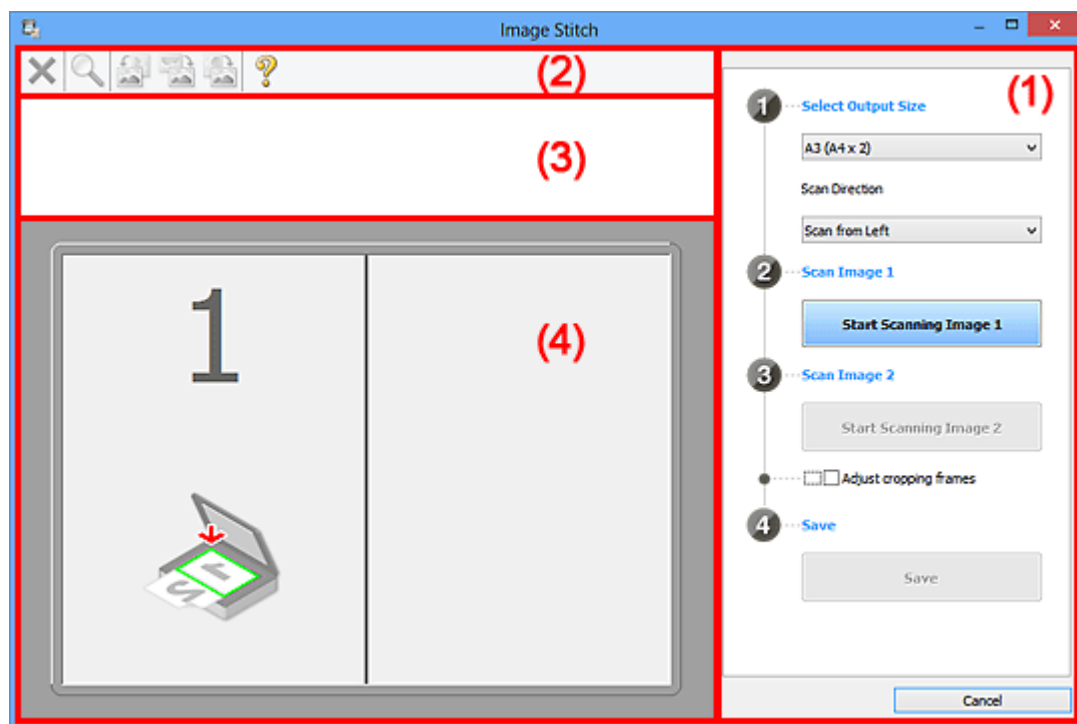 Image Stitch
(2)
(3)
1
(4)
(1)
1 Select Output Size
A3 (A4 x 2)
Scan Direction
Scan from Left
2 Scan Image 1
Start Scanning Image 1
3 Scan Image 2
Start Scanning Image 2
Adjust cropping frames
4 Save
Save
Cancel